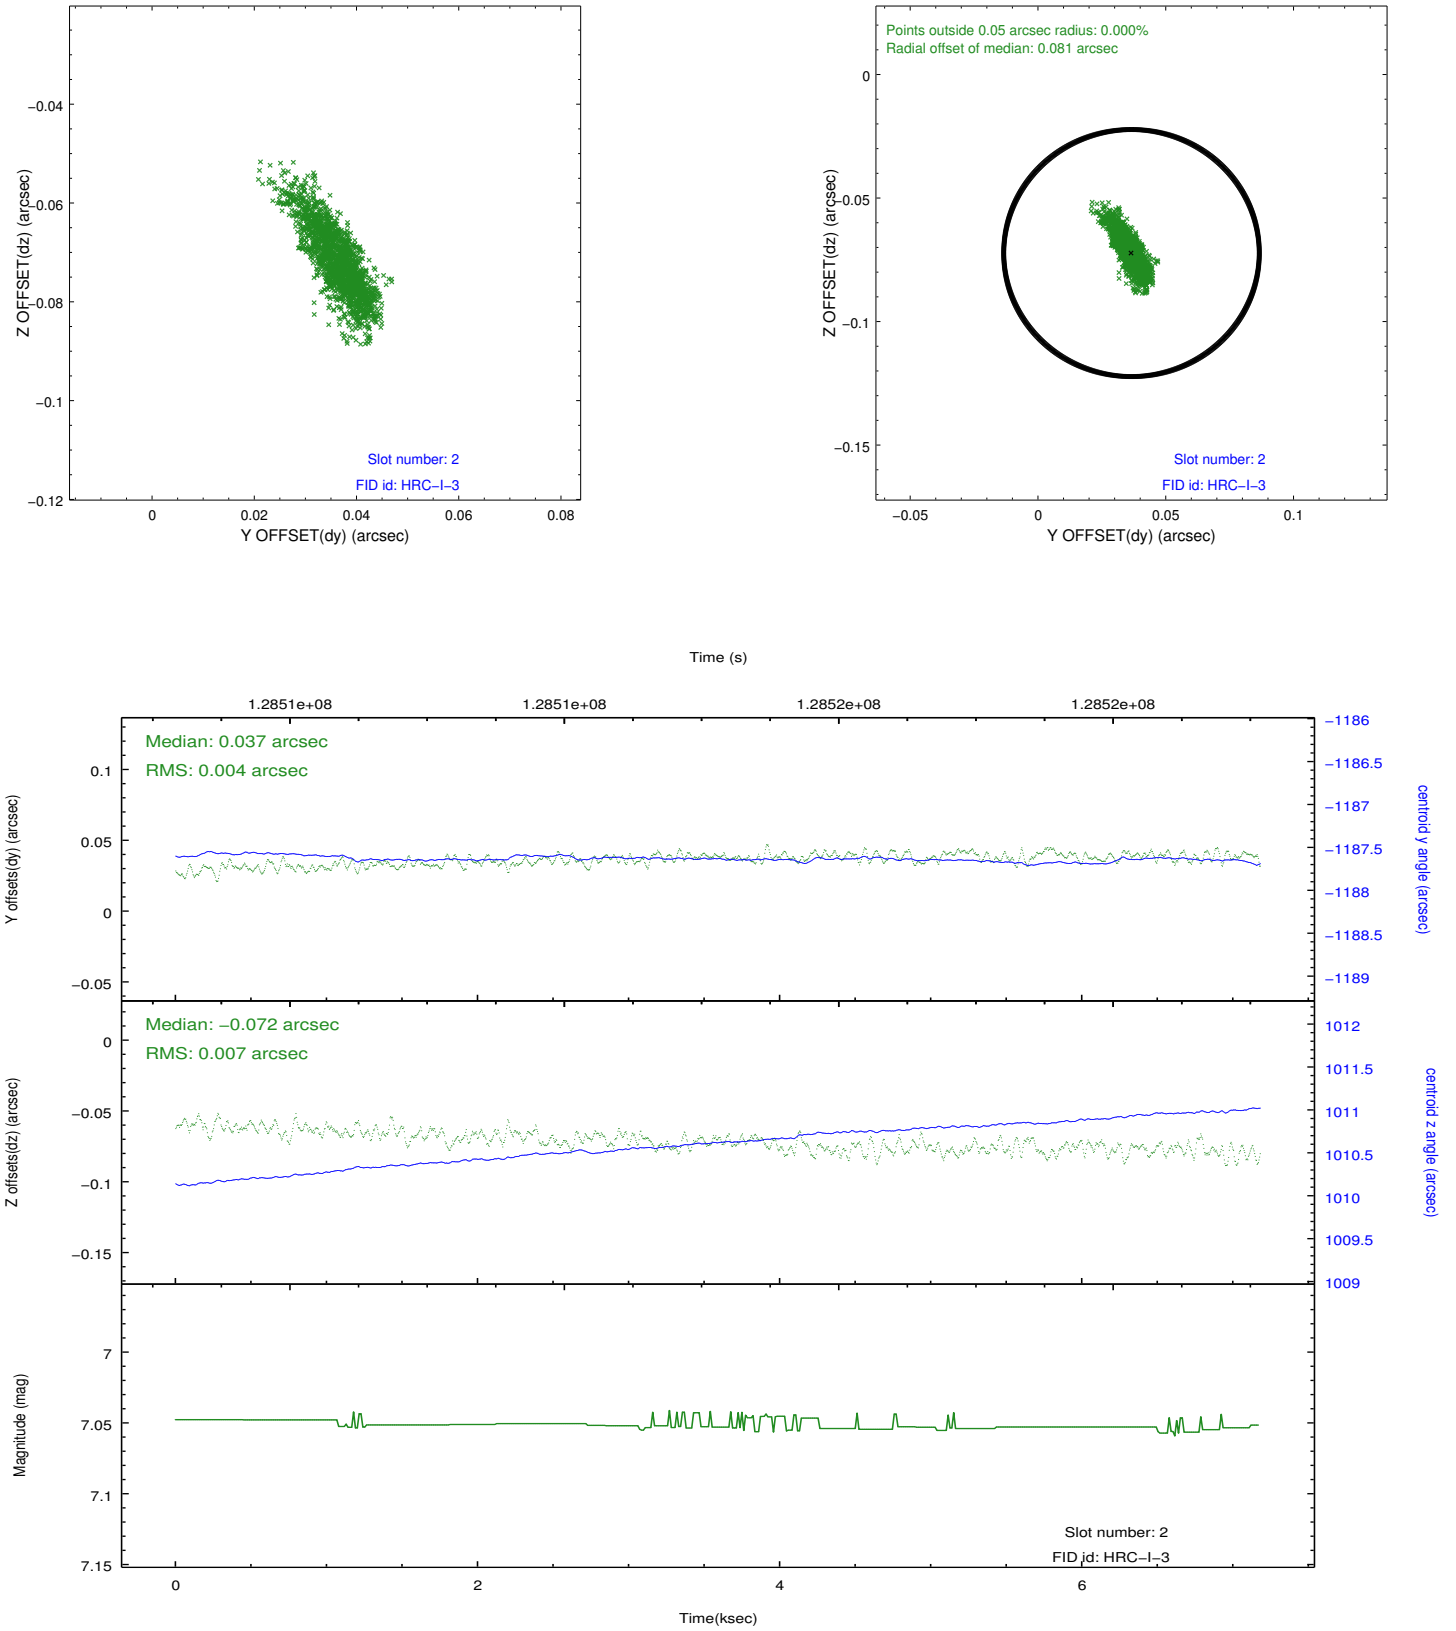 −0.04
−0.06
−0.08
−0.1
−0.12
Z OFFSET(dz) (arcsec)
Slot number: 2
FID id: HRC−I−3
0 0.02 0.04 0.06 0.08
Y OFFSET(dy) (arcsec)
Points outside 0.05 arcsec radius: 0.000%
Radial offset of median: 0.081 arcsec
0
−0.05
−0.1
−0.15
Z OFFSET(dz) (arcsec)
Slot number: 2
FID id: HRC−I−3
−0.05 0 0.05 0.1
Y OFFSET(dy) (arcsec)
Time (s)
1.2851e+08 1.2851e+08 1.2852e+08 1.2852e+08
Median: 0.037 arcsec
RMS: 0.004 arcsec
0.1
0.05
0
−0.05
Y offsets(dy) (arcsec)
−1186
−1186.5
−1187
−1187.5
−1188
−1188.5
−1189
centroid y angle (arcsec)
Median: −0.072 arcsec
RMS: 0.007 arcsec
0
−0.05
−0.1
−0.15
Z offsets(dz) (arcsec)
1012
1011.5
1011
1010.5
1010
1009.5
1009
centroid z angle (arcsec)
7
7.05
7.1
7.15
Magnitude (mag)
Slot number: 2
FID id: HRC−I−3
0 2 4 6
Time(ksec)